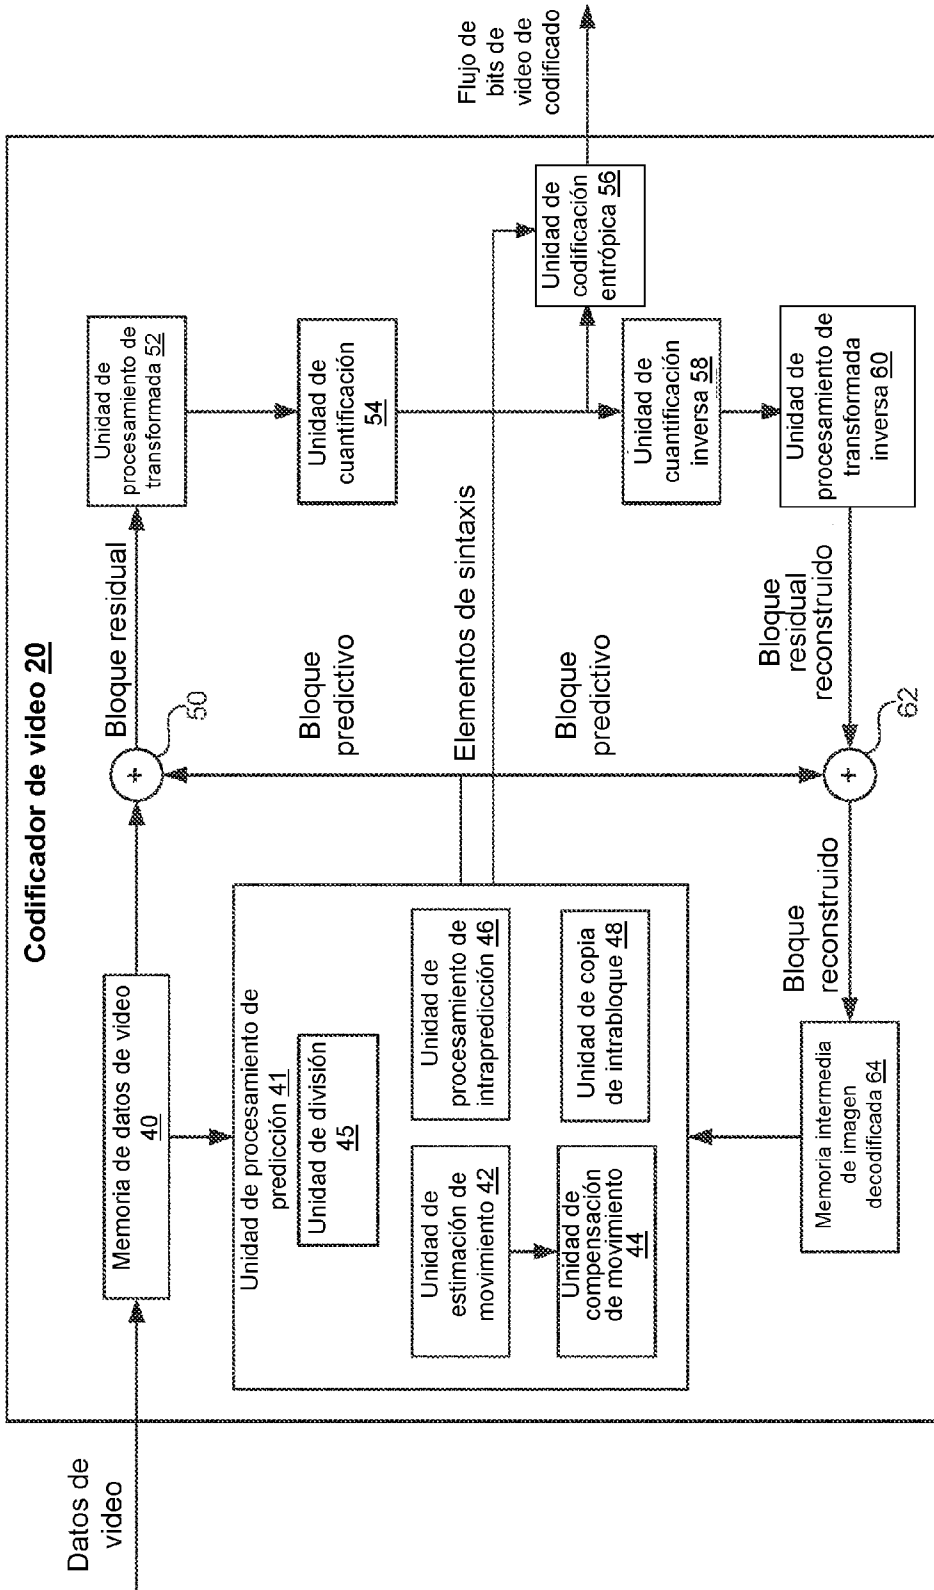 Codificador de video 20
Datos de
video
Memoria de datos de video
40
Unidad de procesamiento de
predicción 41
Unidad de división
45
Unidad de
estimación de
movimiento 42
Unidad de
compensación
de movimiento
44
Unidad de
procesamiento de
intrapredicción 46
Unidad de copia
de intrabloque 48
Memoria intermedia
de imagen
decodificada 64
50
Bloque residual
Bloque
predictivo
Elementos de sintaxis
Bloque
predictivo
62
Bloque
reconstruido
Bloque
residual
reconstruido
Unidad de
procesamiento de
transformada 52
Unidad de
cuantificación
54
Unidad de
codificación
entrópica 56
Unidad de
cuantificación
inversa 58
Unidad de
procesamiento de
transformada
inversa 60
Flujo de
bits de
video de
codificado
+
+